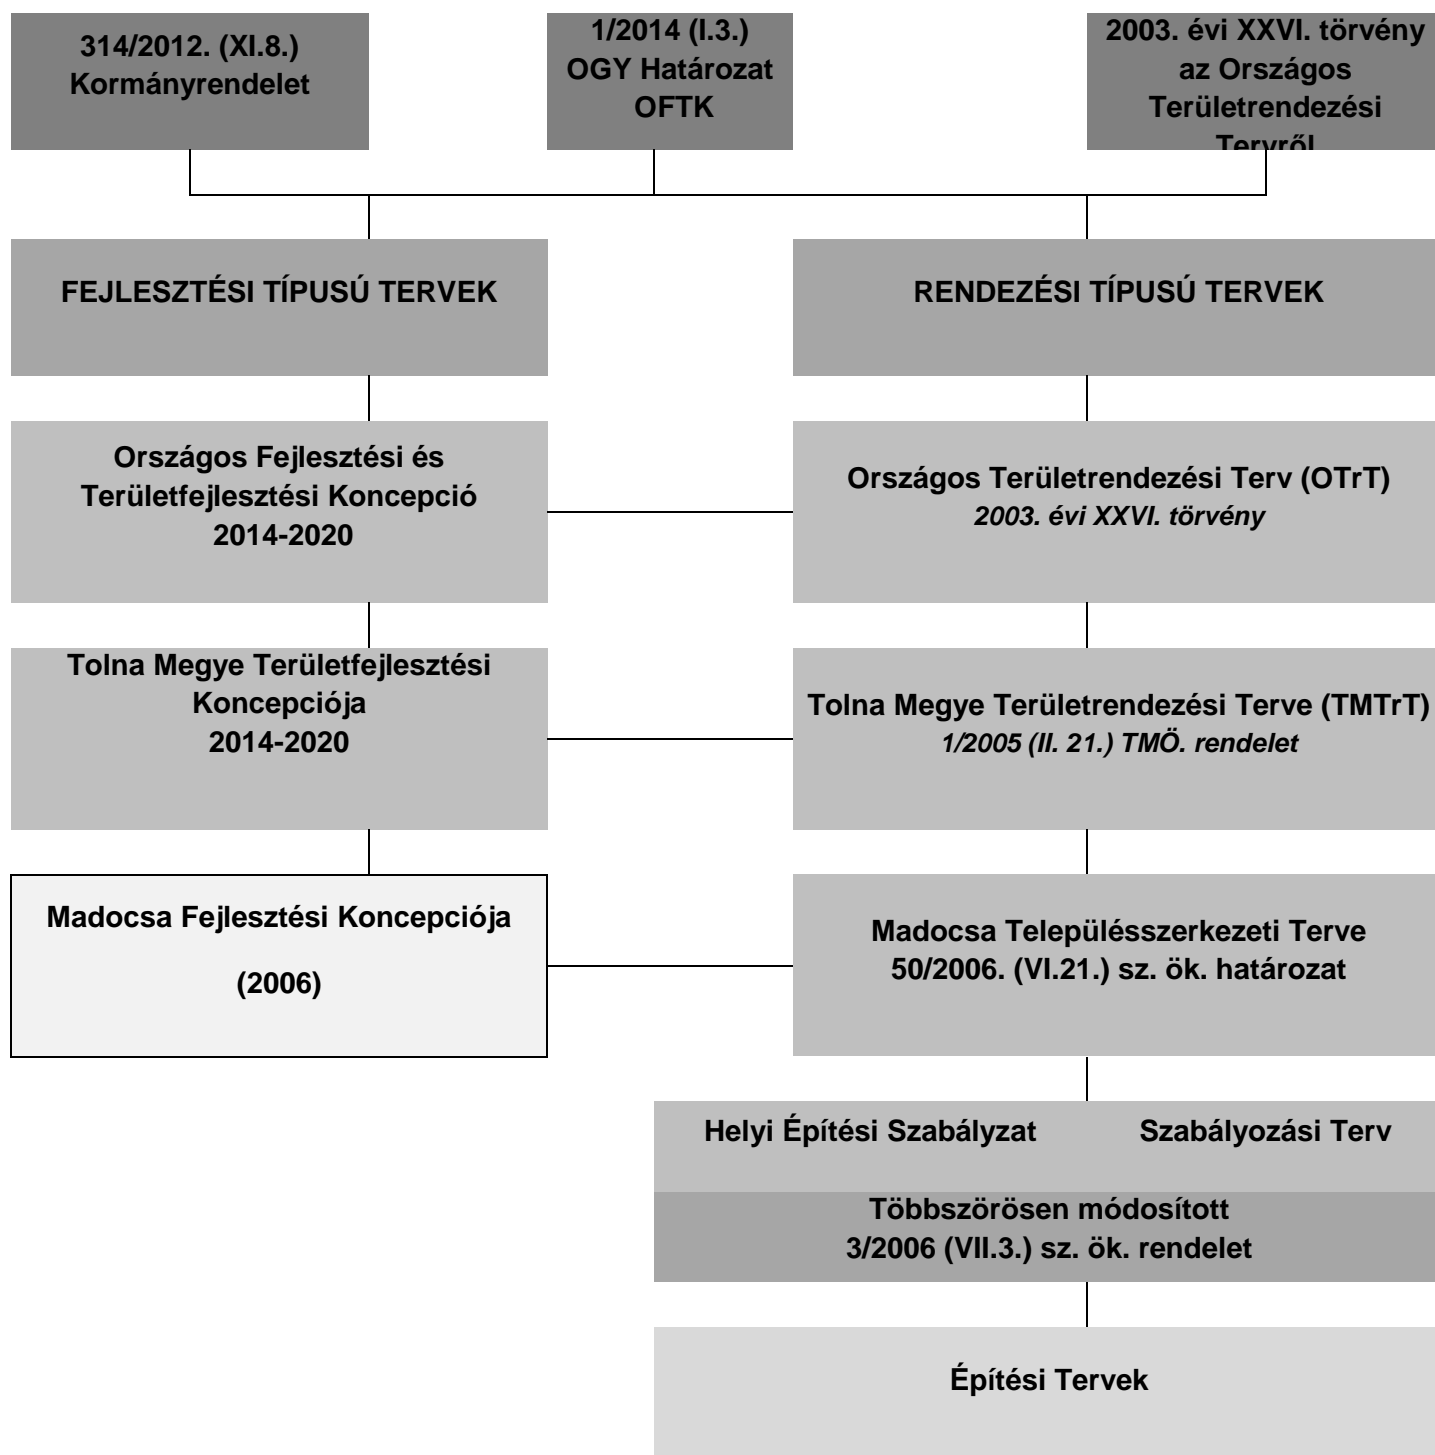 314/2012. (XI.8.)
Kormányrendelet
1/2014 (I.3.)
OGY Határozat
OFTK
2003. évi XXVI. törvény
az Országos
Területrendezési
Tervről
FEJLESZTÉSI TÍPUSÚ TERVEK
RENDEZÉSI TÍPUSÚ TERVEK
Országos Fejlesztési és
Területfejlesztési Koncepció
2014-2020
Országos Területrendezési Terv (OTrT)
2003. évi XXVI. törvény
Tolna Megye Területfejlesztési
Koncepciója
2014-2020
Tolna Megye Területrendezési Terve (TMTrT)
1/2005 (II. 21.) TMÖ. rendelet
Madocsa Fejlesztési Koncepciója
(2006)
Madocsa Településszerkezeti Terve
50/2006. (VI.21.) sz. ök. határozat
Helyi Építési Szabályzat
Szabályozási Terv
Többszörösen módosított
3/2006 (VII.3.) sz. ök. rendelet
Építési Tervek